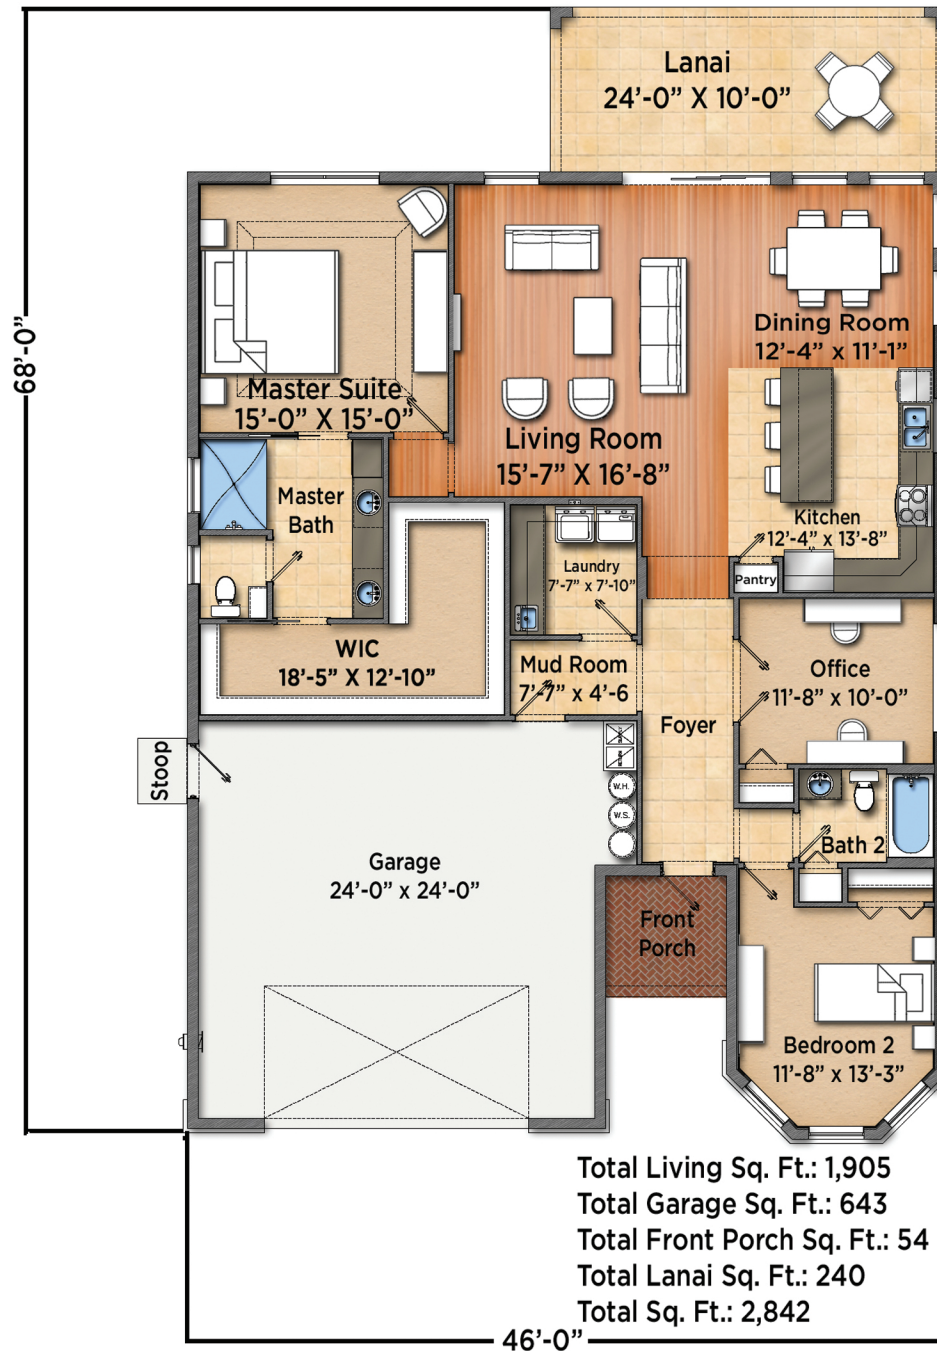 Lanai
24'-0” X 10'-0”
68'-0”
Dining Room
12'-4” x 11'-1”
Master Suite
15'-0” X 15'-0”
Living Room
15'-7” X 16'-8”
Master
Bath
Kitchen
12'-4” x 13'-8”
Laundry
7'-7” x 7'-10”
Pantry
WIC
18'-5” X 12'-10”
Mud Room
7'-7” x 4'-6
Office
11'-8” x 10'-0”
Foyer
Stoop
W.H.
W.S.
Bath 2
Garage
24'-0” x 24'-0”
Front
Porch
Bedroom 2
11'-8” x 13'-3”
Total Living Sq. Ft.: 1,905
Total Garage Sq. Ft.: 643
Total Front Porch Sq. Ft.: 54
Total Lanai Sq. Ft.: 240
Total Sq. Ft.: 2,842
46'-0”